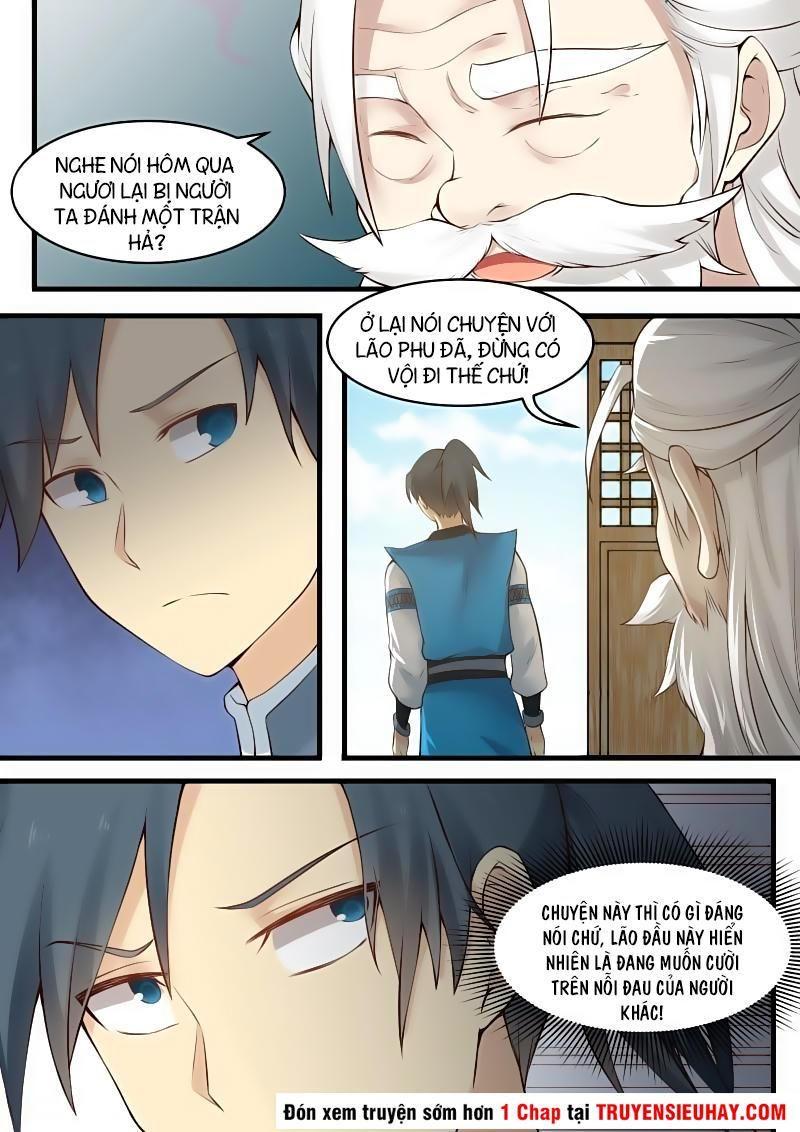 NGHE NÓI HÔM QUA
NGƯƠI LẠI BỊ NGƯỜI
TA ĐÁNH MỘT TRẬN
HẢ?
Ở LẠI NÓI CHUYỆN VỚI
LÃO PHU ĐÃ, ĐỪNG CÓ
VỘI ĐI THẾ CHỨ!
CHUYỆN NÀY THÌ CÓ GÌ ĐÁNG
NÓI CHỨ, LÃO ĐẦU NÀY HIỂN
NHIÊN LÀ ĐANG MUỐN CƯỜI
TRÊN NỖI ĐAU CỦA NGƯỜI
KHÁC!
Đón xem truyện sớm hơn 1 Chap tại TRUYENSIEUHAY.COM